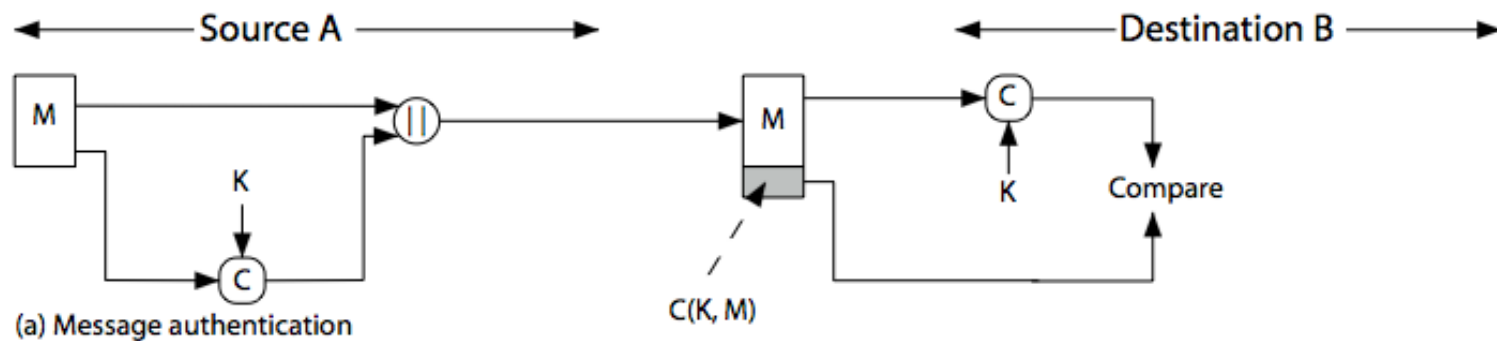 Source A
Destination B
M
||
K
C
(a) Message authentication
M
C(K, M)
C
K
Compare